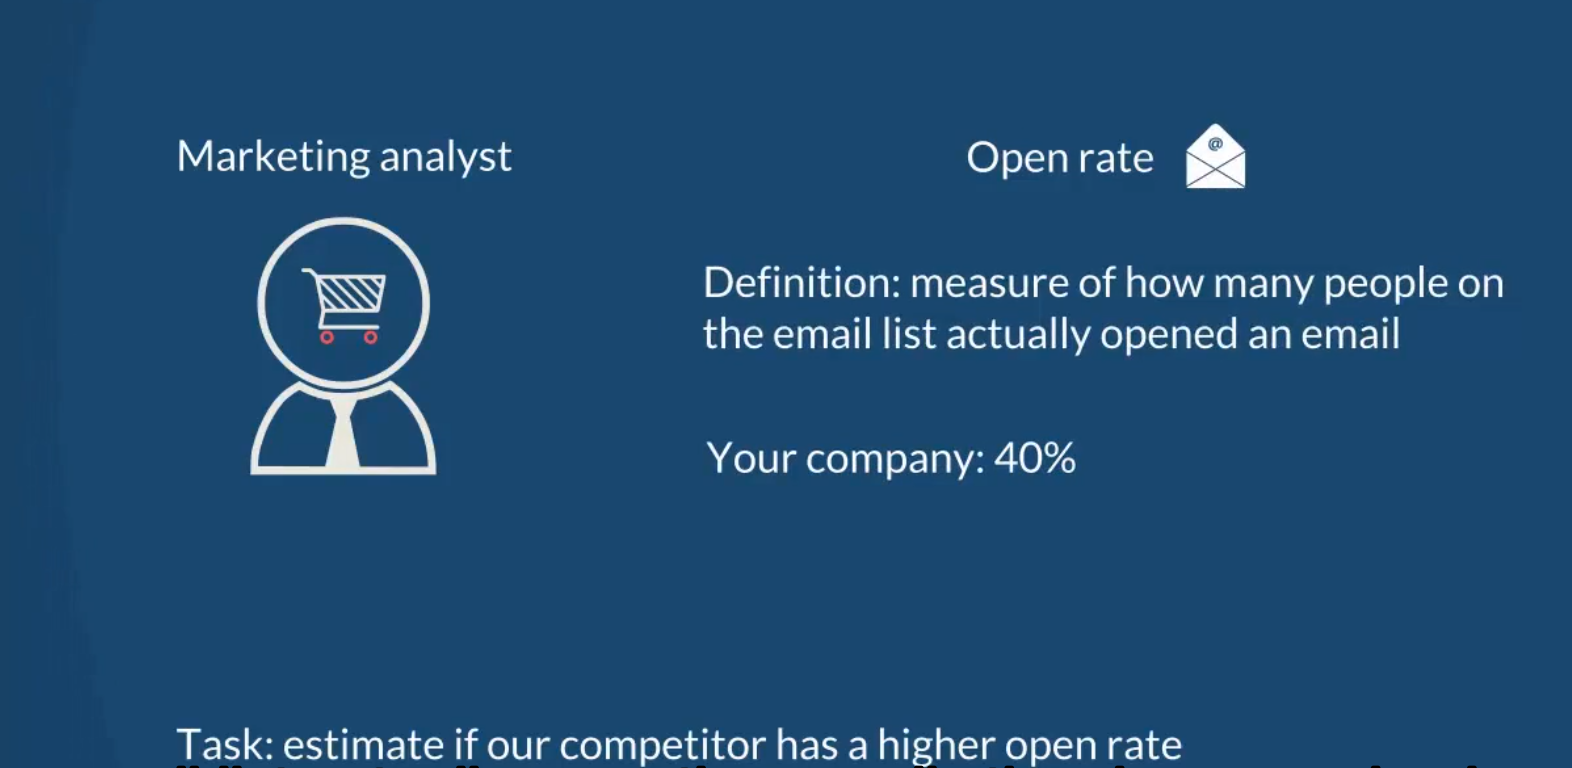 Marketing analyst
Open rate
@
Definition: measure of how many people on
the email list actually opened an email
Your company: 40%
Task: estimate if our competitor has a higher open rate